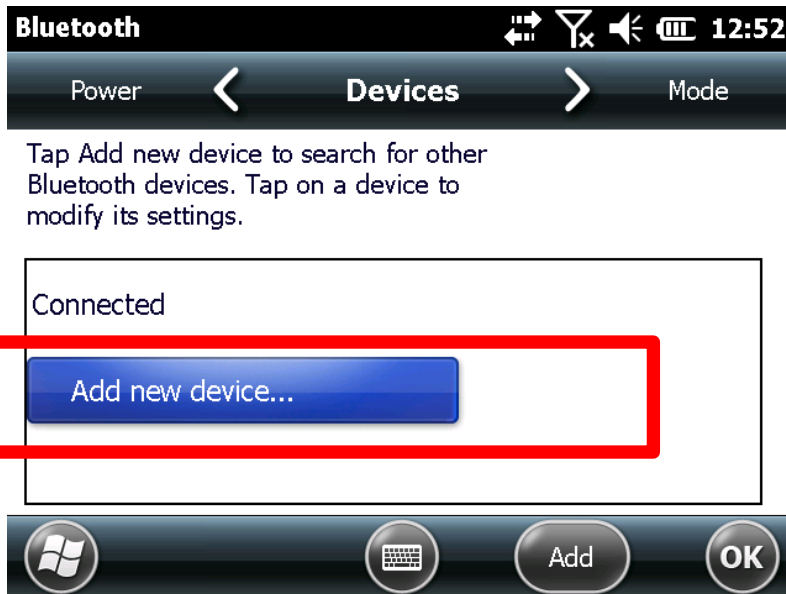 Bluetooth 12:52
Power Devices Mode
Tap Add new device to search for other
Bluetooth devices. Tap on a device to
modify its settings.
Connected
Add new device...
Add OK